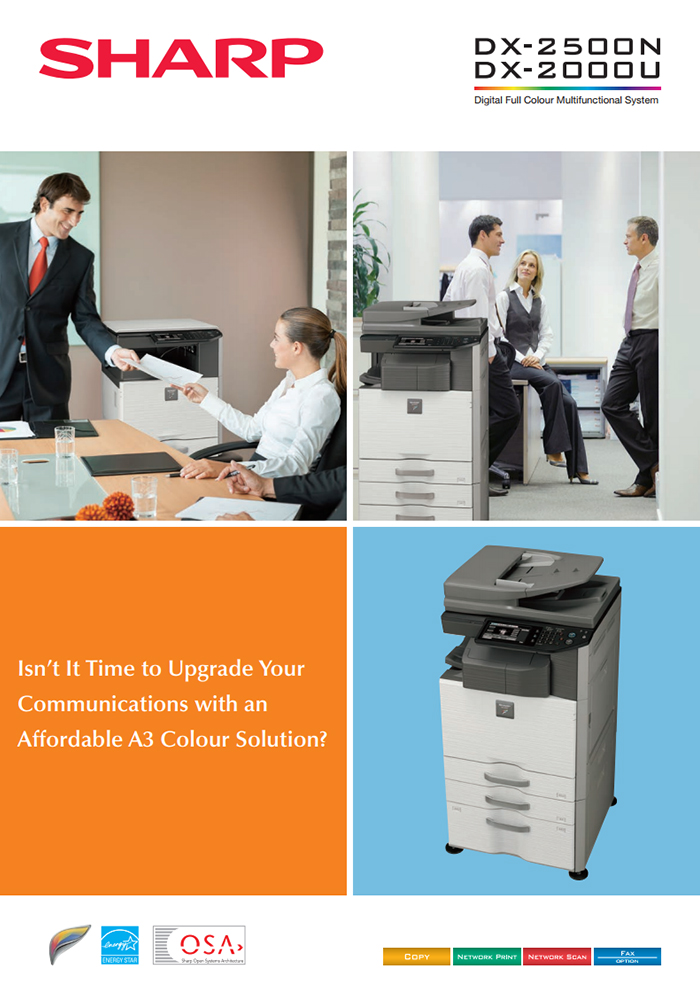 SHARP
DX-2500N
DX-2000U
Digital Full Colour Multifunctional System
Isn't It Time to Upgrade Your
Communications with an
Affordable A3 Colour Solution?
energy
ENERGY STAR
OSA
Sharp Open Systems Architecture
COPY
NETWORK PRINT
NETWORK SCAN
FAX
OPTION